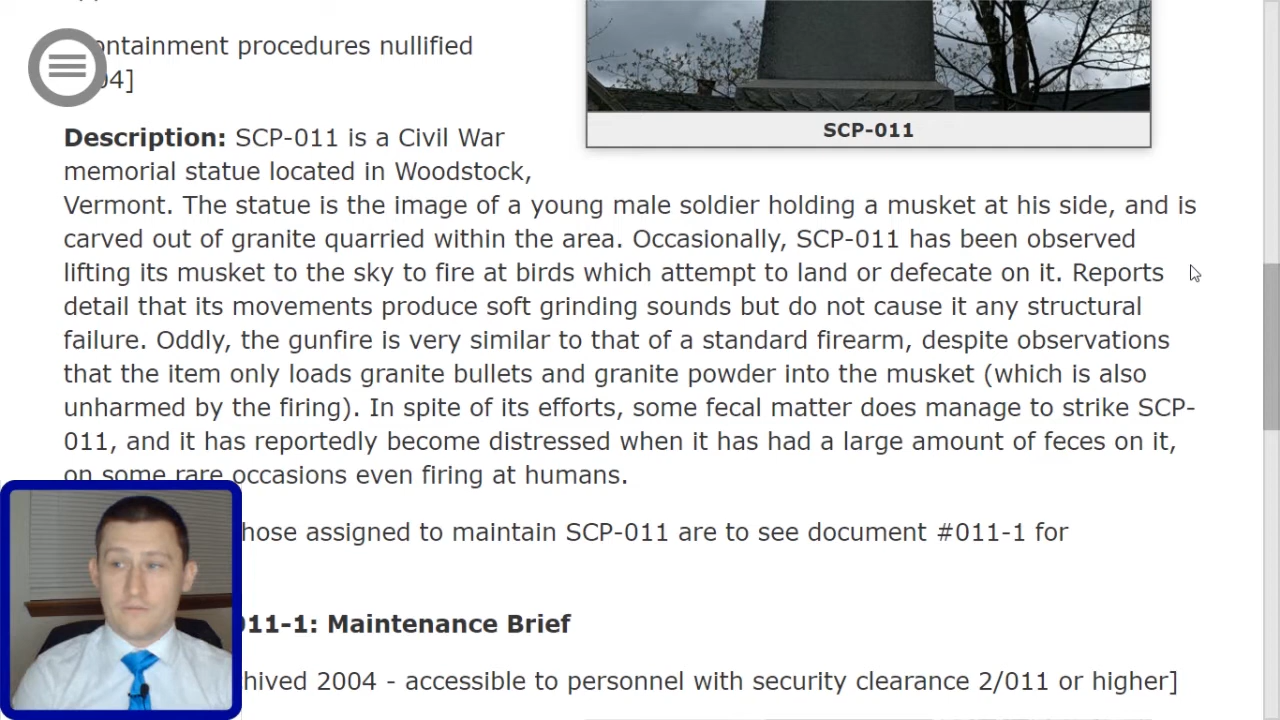 ontainment procedures nullified
04]
SCP-011
Description: SCP-011 is a Civil War
memorial statue located in Woodstock,
Vermont. The statue is the image of a young male soldier holding a musket at his side, and is
carved out of granite quarried within the area. Occasionally, SCP-011 has been observed
lifting its musket to the sky to fire at birds which attempt to land or defecate on it. Reports
detail that its movements produce soft grinding sounds but do not cause it any structural
failure. Oddly, the gunfire is very similar to that of a standard firearm, despite observations
that the item only loads granite bullets and granite powder into the musket (which is also
unharmed by the firing). In spite of its efforts, some fecal matter does manage to strike SCP-
011, and it has reportedly become distressed when it has had a large amount of feces on it,
on some rare occasions even firing at humans.
hose assigned to maintain SCP-011 are to see document #011-1 for
011-1: Maintenance Brief
hived 2004 - accessible to personnel with security clearance 2/011 or higher]